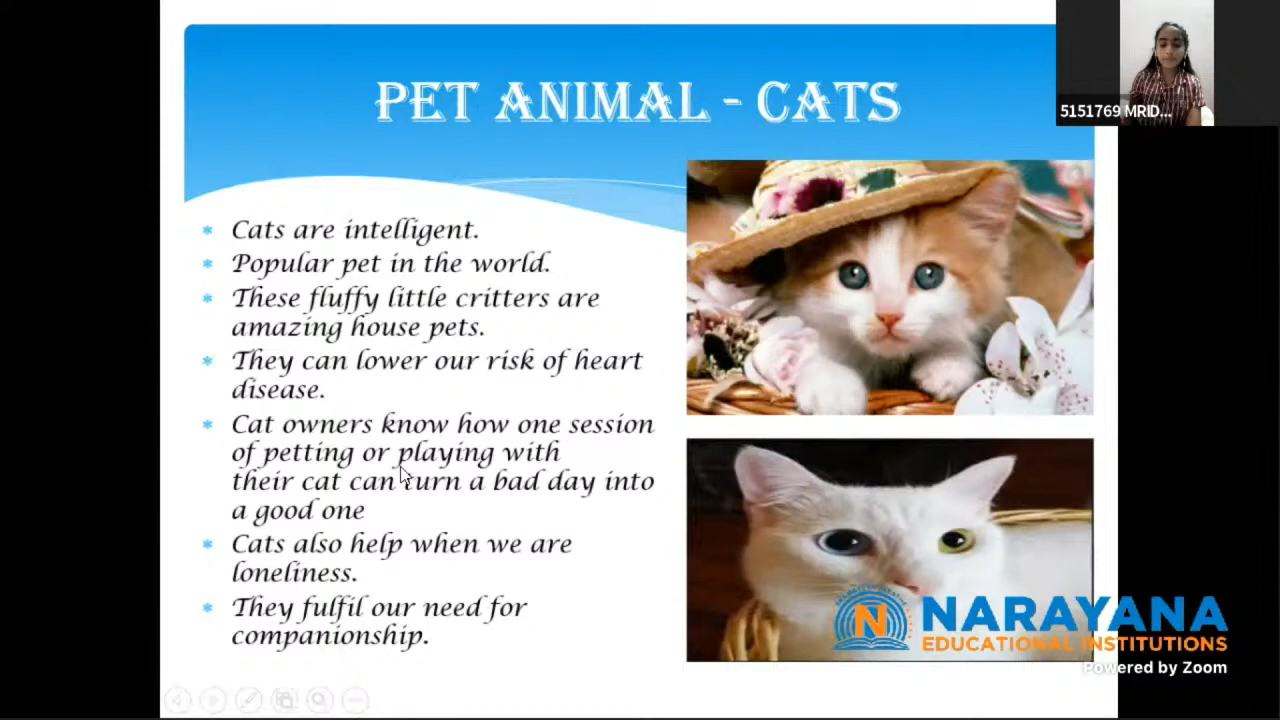 PET ANIMAL - CATS
5151769 MRID...
Cats are intelligent.
Popular pet in the world.
These fluffy little critters are
amazing house pets.
They can lower our risk of heart
disease.
Cat owners know how one session
of petting or playing with
their cat can turn a bad day into
a good one
Cats also help when we are
loneliness.
They fulfil our need for
companionship.
N
NARAYANA
EDUCATIONAL INSTITUTIONS
Powered by Zoom